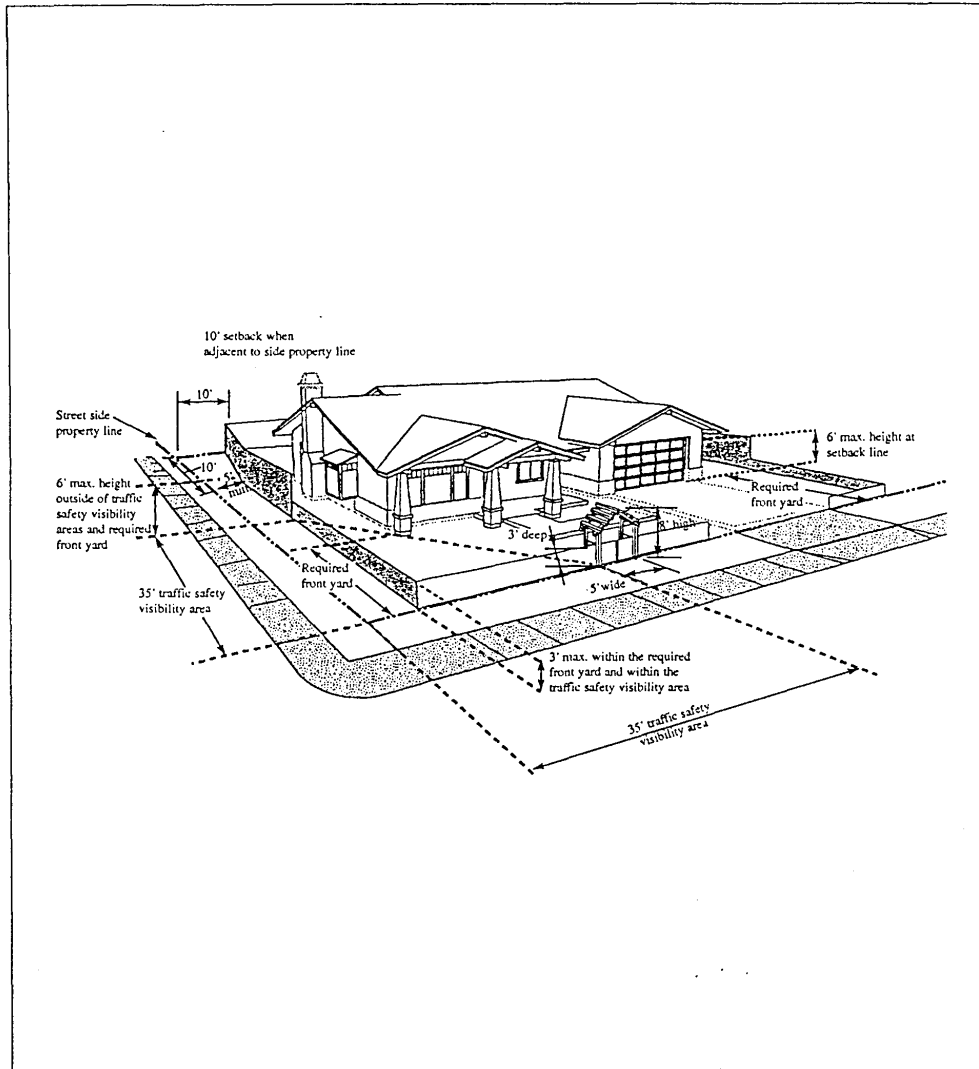 10' setback when
adjacent to side property line
10'
Street side
property line
10'
5'
min.
6' max. height
outside of traffic
safety visibility
areas and required
front yard
6' max. height at
setback line
Required
front yard
3' deep
8' high
5' wide
Required
front yard
35' traffic safety
visibility area
3' max. within the required
front yard and within the
traffic safety visibility area
35' traffic safety
visibility area